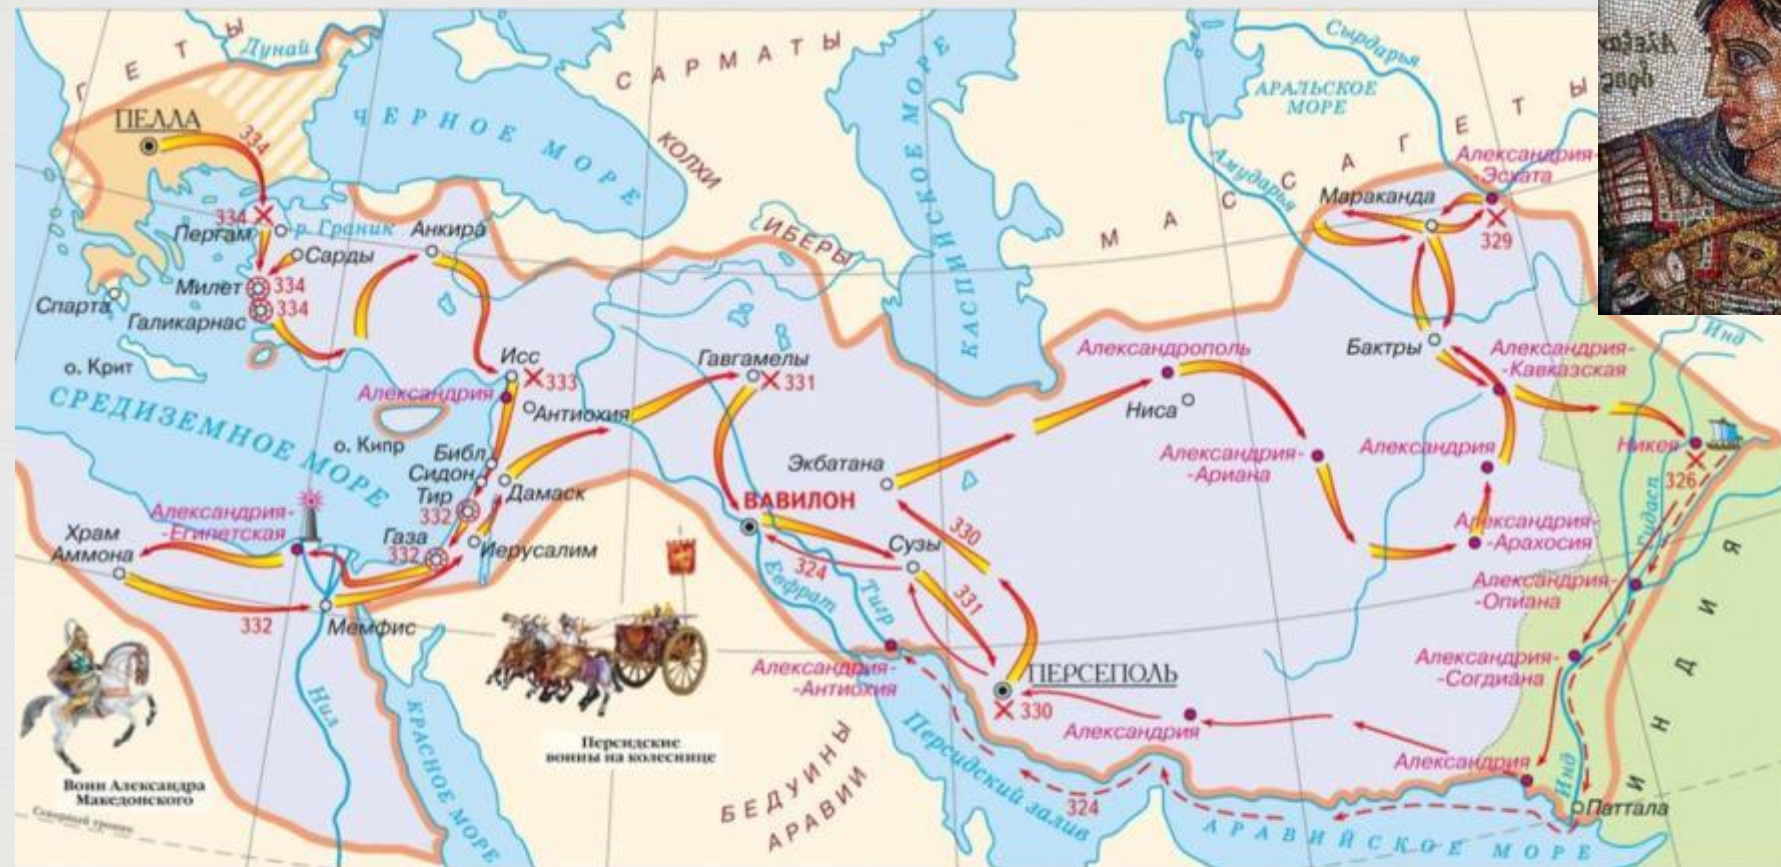 ГЕТЫ
Дунай
САРМАТЫ
Сырдарья
АРАЛЬСКОЕ
МОРЕ
ПЕЛЛА
334
ЧЕРНОЕ МОРЕ
КОЛХИ
КАСПИЙСКОЕ МОРЕ
Амударья
МАССАГЕТЫ
Александрия-
-Эсхата
Мараканда
329
334
Пергам
р. Граник
Анкира
ИБЕРЫ
Сарды
Милет
334
Спарта
334
Галикарнас
о. Крит
Исс
333
Гавгамелы
331
Александрополь
Бактры
Александрия-
-Кавказская
Инд
СРЕДИЗЕМНОЕ МОРЕ
Александрия
Антиохия
Ниса
о. Кипр
Библ
Сидон
Экбатана
Александрия-
-Ариана
Александрия
Никея
326
Тир
332
Дамаск
ВАВИЛОН
Александрия-
-Египетская
Храм
Аммона
Газа
332
Иерусалим
Сузы
330
Александрия-
-Арахосия
Гидасп
324
Евфрат
Тигр
331
Александрия-
-Опиана
332
Мемфис
ИНДИЯ
Александрия-
-Антиохия
ПЕРСЕПОЛЬ
330
Александрия-
-Согдиана
Нил
КРАСНОЕ МОРЕ
Александрия
Персидские
воины на колеснице
Персидский залив
Александрия
Инд
Воин Александра
Македонского
БЕДУИНЫ
АРАВИИ
324
Паттала
АРАВИЙСКОЕ МОРЕ